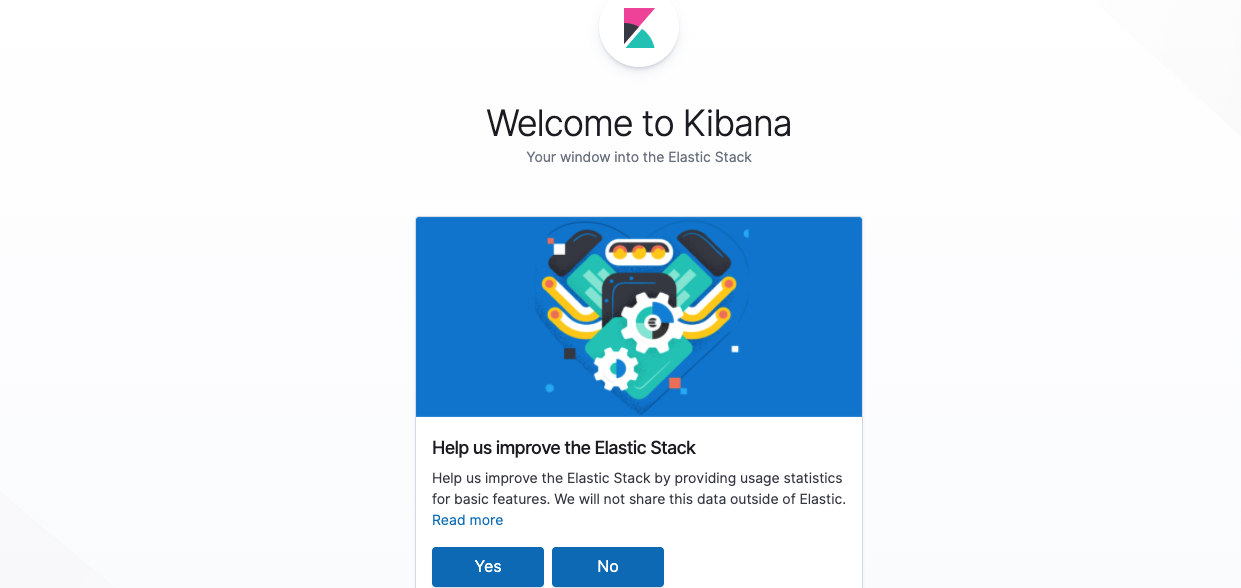 Welcome to Kibana
Your window into the Elastic Stack
Help us improve the Elastic Stack
Help us improve the Elastic Stack by providing usage statistics
for basic features. We will not share this data outside of Elastic.
Read more
Yes
No